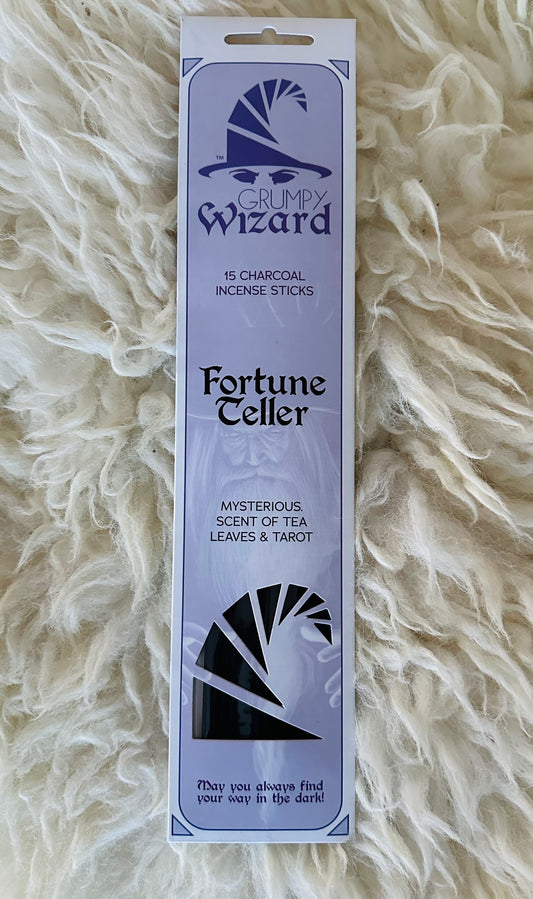 TM
GRUMPY
Wizard
15 CHARCOAL
INCENSE STICKS
Fortune
Teller
MYSTERIOUS.
SCENT OF TEA
LEAVES & TAROT
May you always find
your way in the dark!